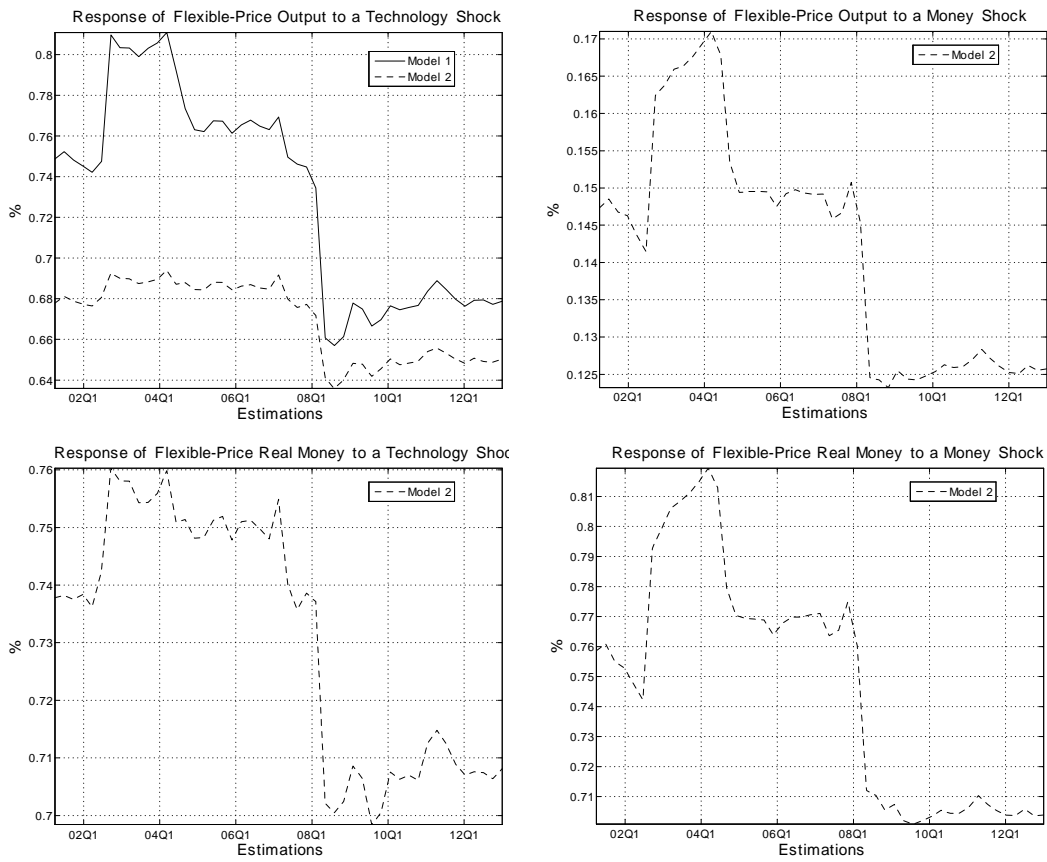 Response of Flexible-Price Output to a Technology Shock
0.8
0.78
0.76
0.74
0.72
0.7
0.68
0.66
0.64
%
Model 1
Model 2
02Q1 04Q1 06Q1 08Q1 10Q1 12Q1
Estimations
Response of Flexible-Price Output to a Money Shock
0.17
0.165
0.16
0.155
0.15
0.145
0.14
0.135
0.13
0.125
%
Model 2
02Q1 04Q1 06Q1 08Q1 10Q1 12Q1
Estimations
Response of Flexible-Price Real Money to a Technology Shoc
0.76
0.75
0.74
0.73
0.72
0.71
0.7
%
Model 2
02Q1 04Q1 06Q1 08Q1 10Q1 12Q1
Estimations
Response of Flexible-Price Real Money to a Money Shock
0.81
0.8
0.79
0.78
0.77
0.76
0.75
0.74
0.73
0.72
0.71
%
Model 2
02Q1 04Q1 06Q1 08Q1 10Q1 12Q1
Estimations